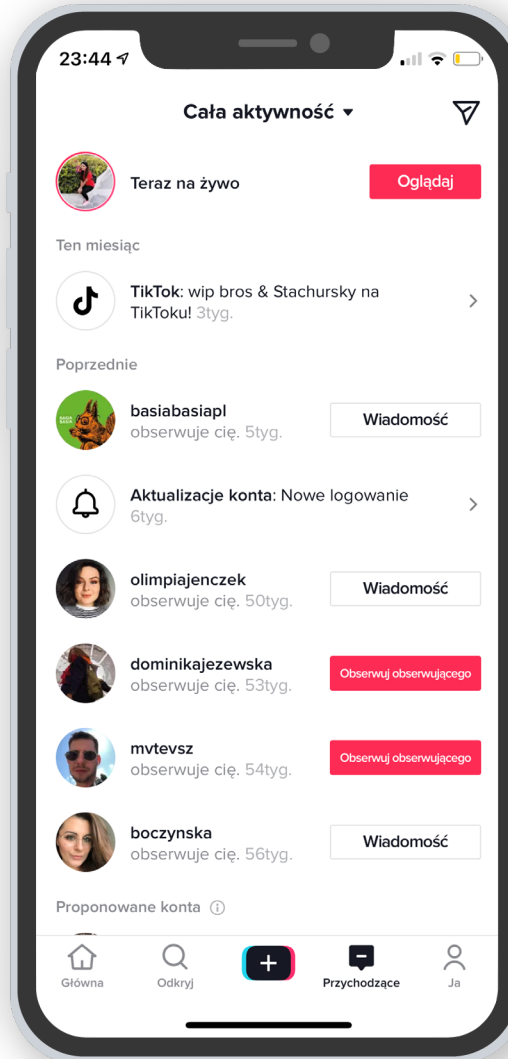 23:44
Cała aktywność
Teraz na żywo
Oglądaj
Ten miesiąc
TikTok: wip bros & Stachursky na
TikToku! 3tyg.
Poprzednie
basiabasiapl
obserwuje cię. 5tyg.
Wiadomość
Aktualizacje konta: Nowe logowanie
6tyg.
olimpiajenczek
obserwuje cię. 50tyg.
Wiadomość
dominikajezewska
obserwuje cię. 53tyg.
Obserwuj obserwującego
mvtevsz
obserwuje cię. 54tyg.
Obserwuj obserwującego
boczynska
obserwuje cię. 56tyg.
Wiadomość
Proponowane konta
Główna
Odkryj
Przychodzące
Ja